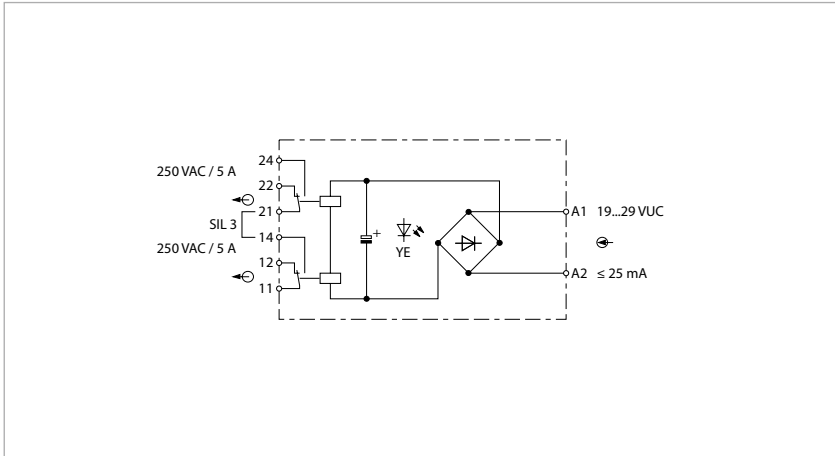 24
250 VAC / 5 A
22
21
SIL 3
14
250 VAC / 5 A
12
11
+
YE
A1 19...29 VUC
A2 ≤ 25 mA